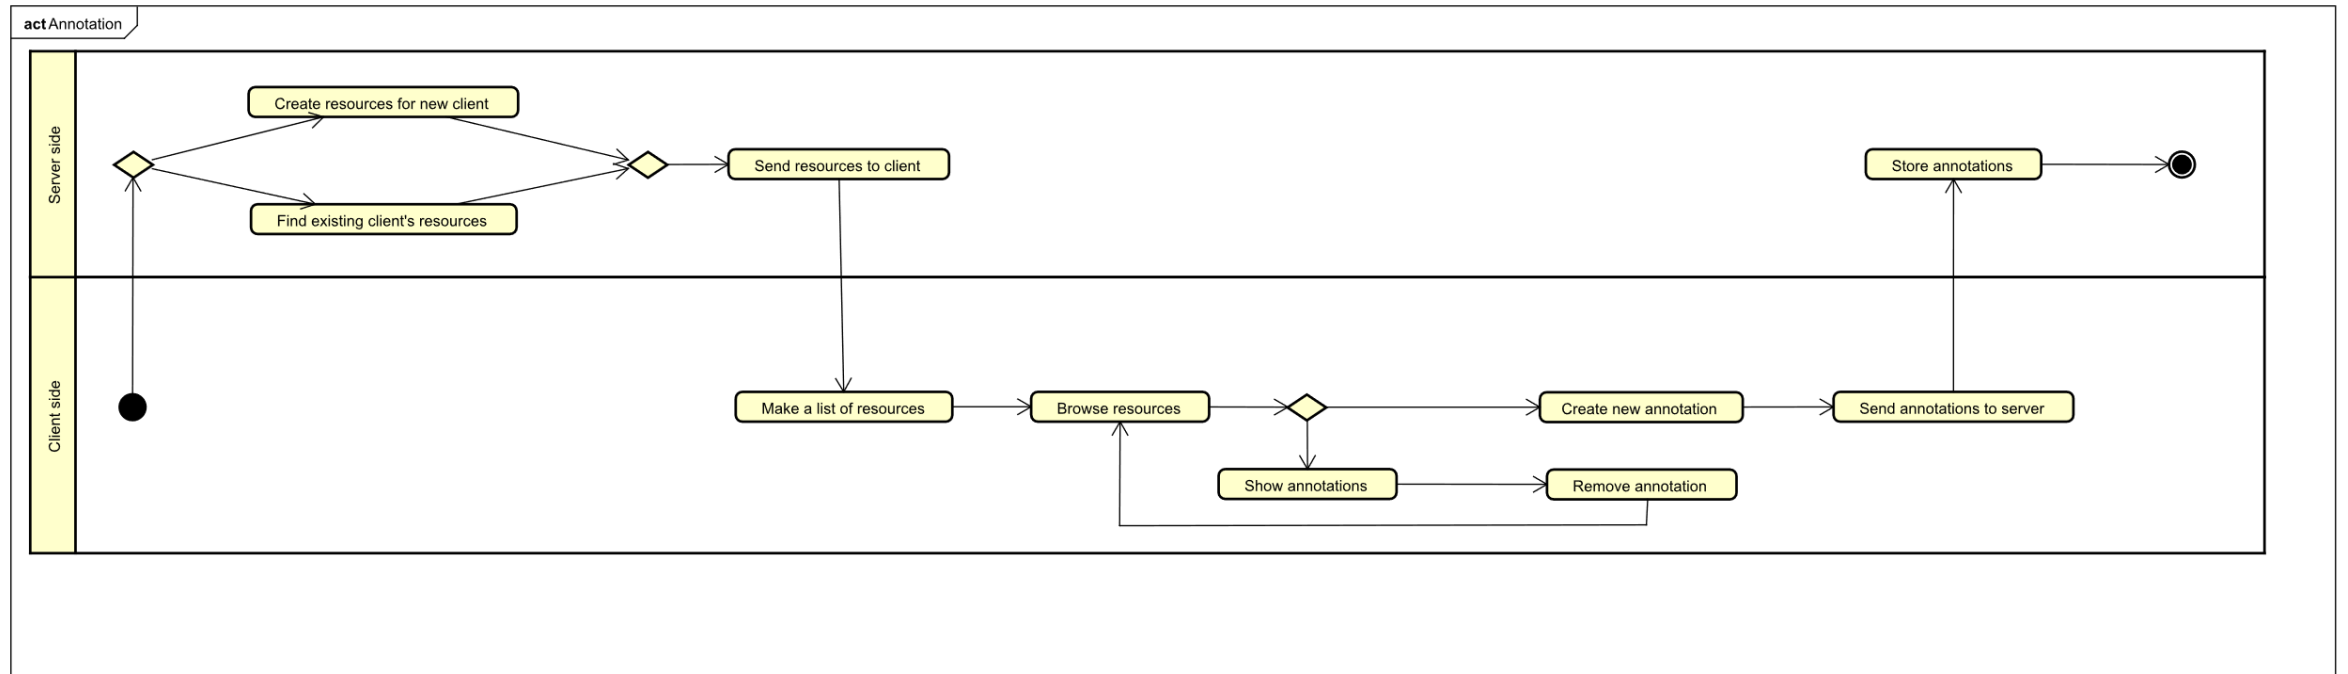 act Annotation
Server side
Create resources for new client
Find existing client's resources
Send resources to client
Store annotations
Client side
Make a list of resources
Browse resources
Create new annotation
Send annotations to server
Show annotations
Remove annotation